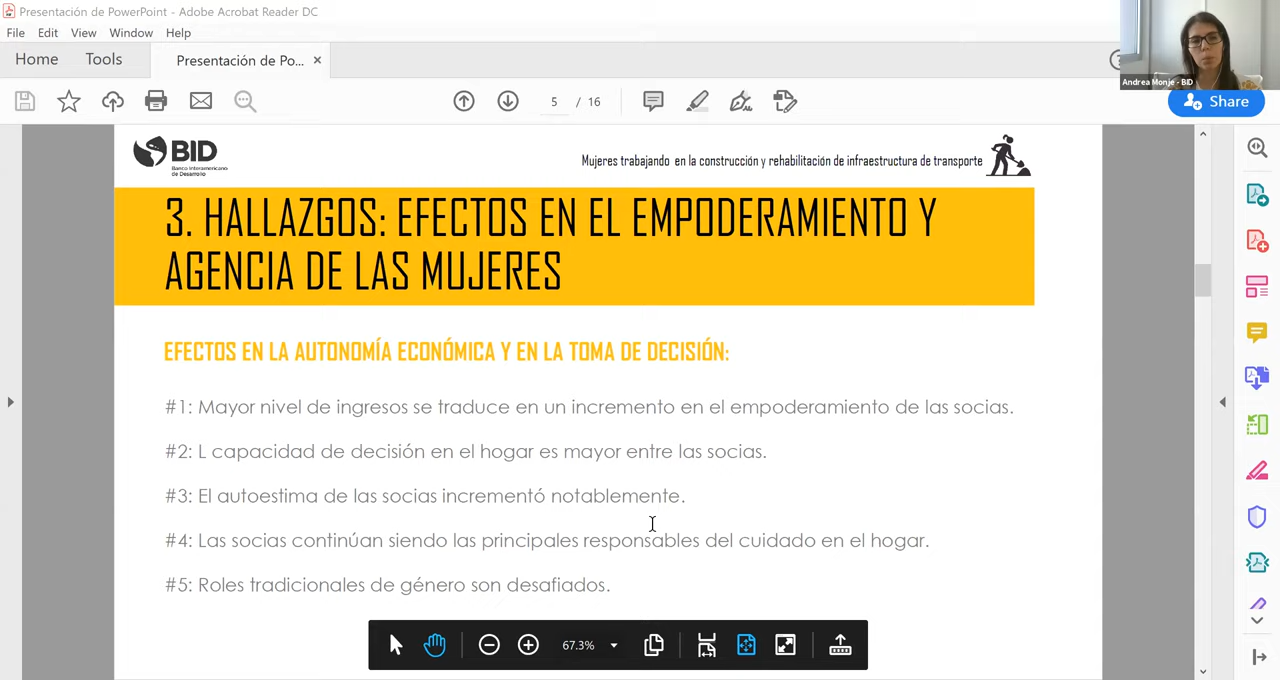 Presentación de PowerPoint - Adobe Acrobat Reader DC
File Edit View Window Help
Home Tools Presentación de Po... ×
5 / 16
Share
Andrea Monje - BID
BID
Banco Interamericano
de Desarrollo
Mujeres trabajando en la construcción y rehabilitación de infraestructura de transporte
3. HALLAZGOS: EFECTOS EN EL EMPODERAMIENTO Y
AGENCIA DE LAS MUJERES
EFECTOS EN LA AUTONOMÍA ECONÓMICA Y EN LA TOMA DE DECISIÓN:
#1: Mayor nivel de ingresos se traduce en un incremento en el empoderamiento de las socias.
#2: L capacidad de decisión en el hogar es mayor entre las socias.
#3: El autoestima de las socias incrementó notablemente.
#4: Las socias continúan siendo las principales responsables del cuidado en el hogar.
#5: Roles tradicionales de género son desafiados.
67.3%